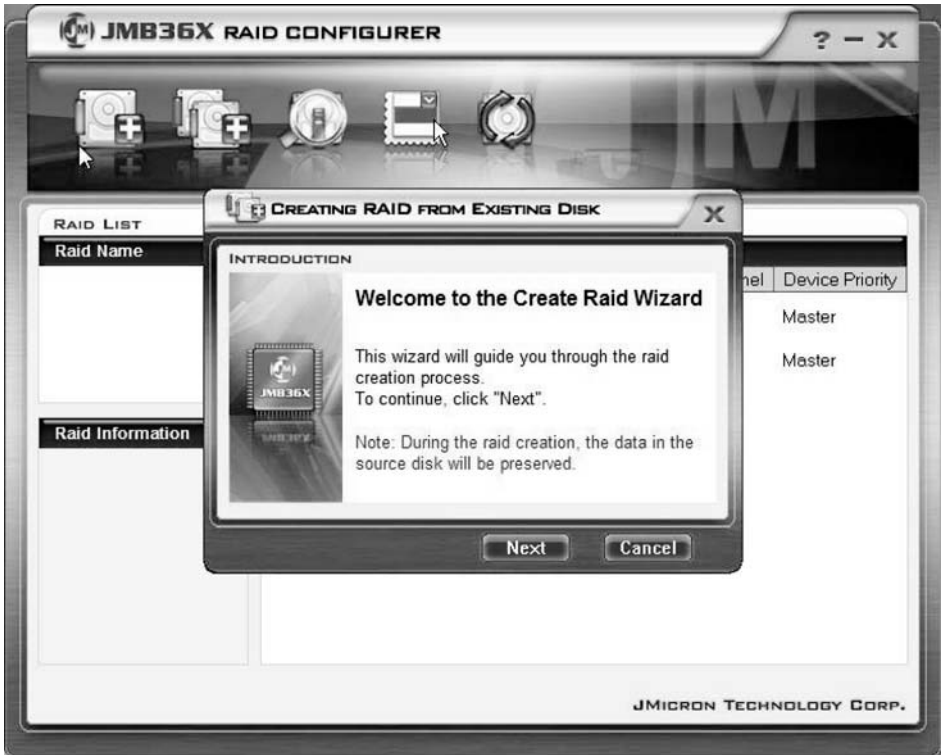 JMB36X RAID CONFIGURER
? – X
JM
RAID LIST
Raid Name
nel Device Priority
Master
Master
Raid Information
CREATING RAID FROM EXISTING DISK
X
INTRODUCTION
JMB36X
Welcome to the Create Raid Wizard
This wizard will guide you through the raid
creation process.
To continue, click "Next".
Note: During the raid creation, the data in the
source disk will be preserved.
Next Cancel
JMICRON TECHNOLOGY CORP.